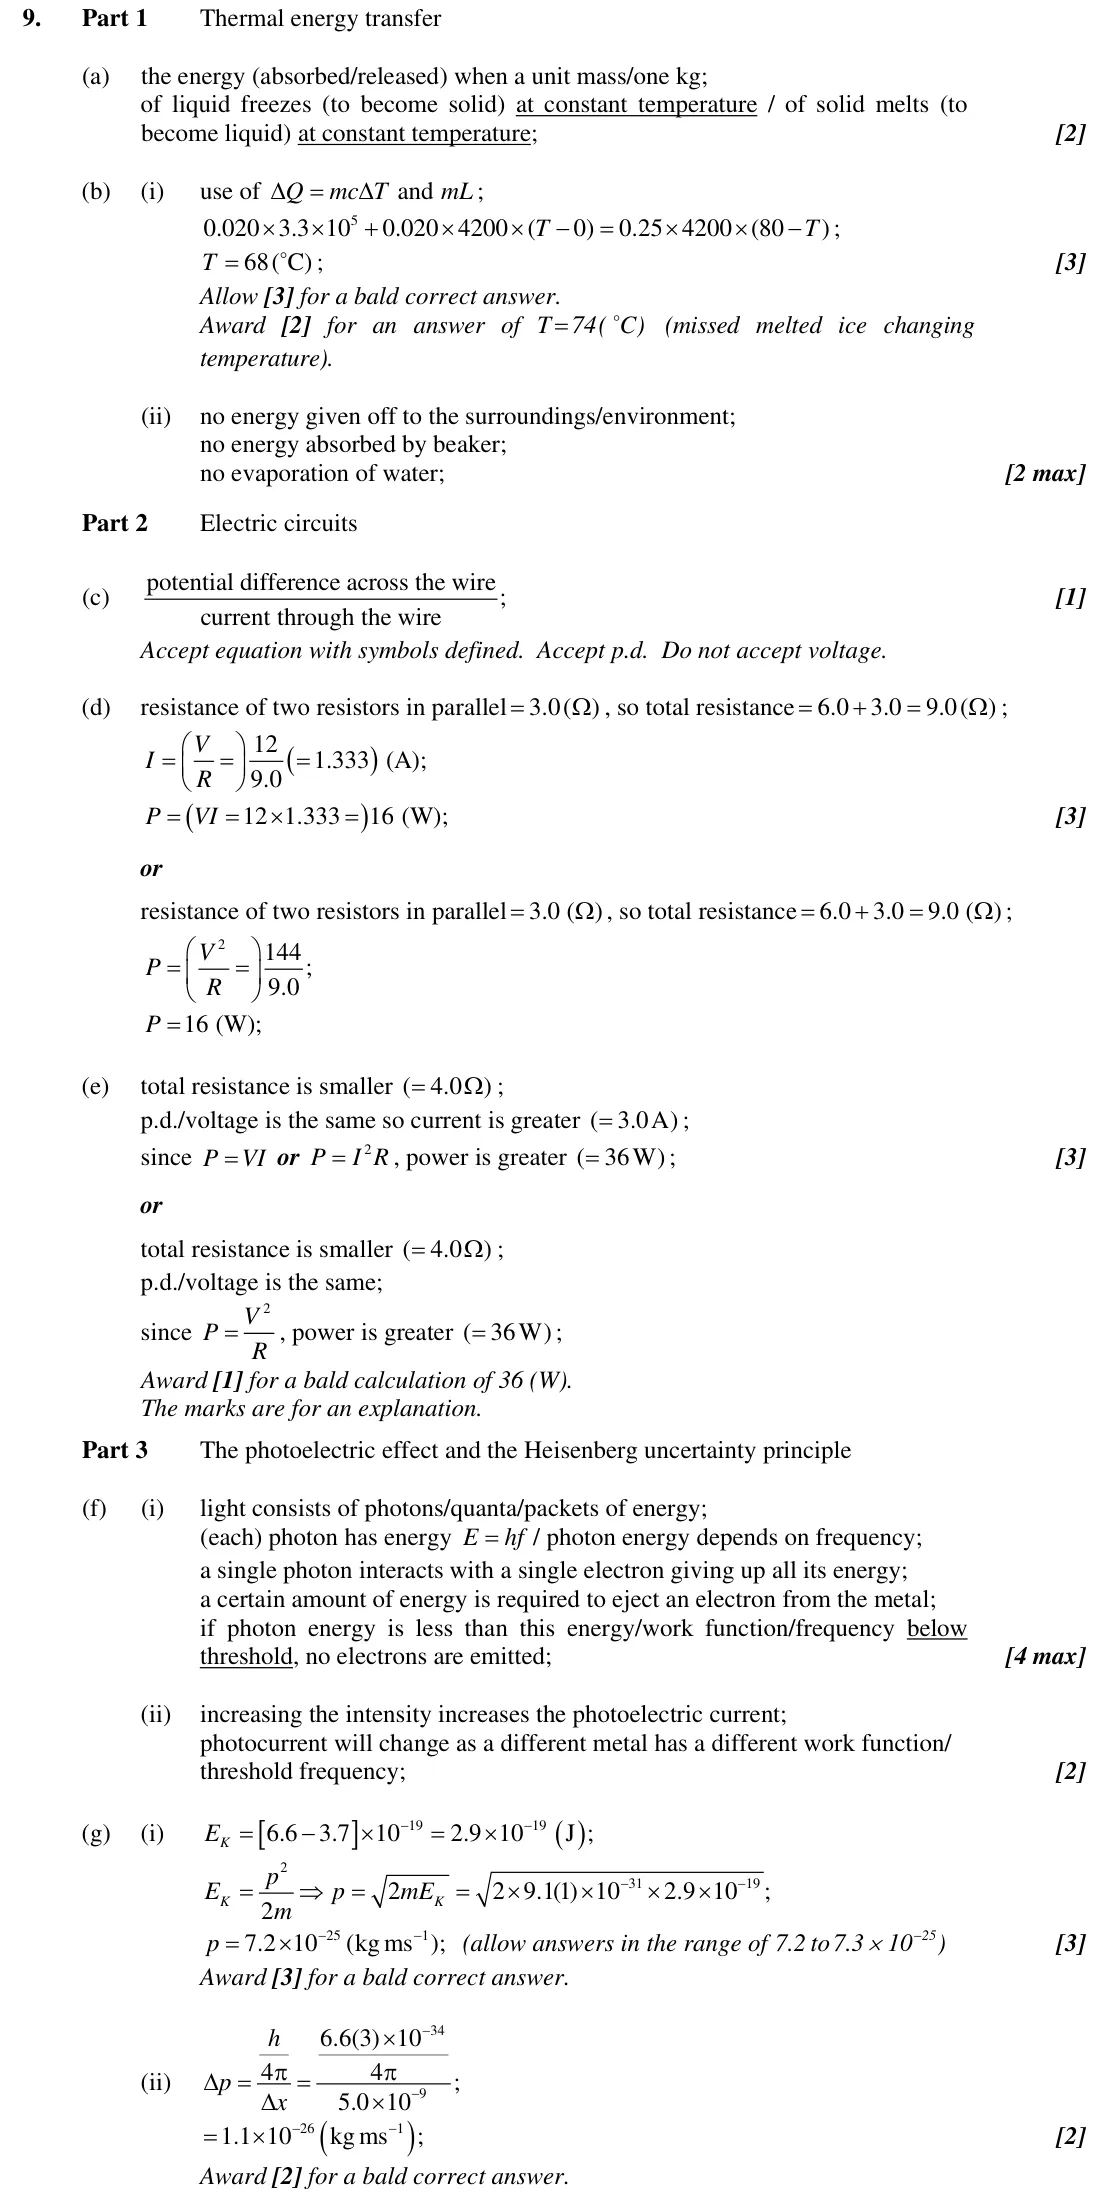 9. Part 1 Thermal energy transfer
(a) the energy (absorbed/released) when a unit mass/one kg;
of liquid freezes (to become solid) at constant temperature / of solid melts (to
become liquid) at constant temperature; [2]
(b) (i) use of ΔQ = mcΔT and mL;
0.020×3.3×10⁵ + 0.020×4200×(T − 0) = 0.25×4200×(80 − T);
T = 68(°C); [3]
Allow [3] for a bald correct answer.
Award [2] for an answer of T=74(°C) (missed melted ice changing
temperature).
(ii) no energy given off to the surroundings/environment;
no energy absorbed by beaker;
no evaporation of water; [2 max]
Part 2 Electric circuits
(c) potential difference across the wire / current through the wire; [1]
Accept equation with symbols defined. Accept p.d. Do not accept voltage.
(d) resistance of two resistors in parallel = 3.0(Ω), so total resistance = 6.0 + 3.0 = 9.0(Ω);
I = (V/R =) 12/9.0 (= 1.333) (A);
P = (VI = 12×1.333 =)16 (W); [3]
or
resistance of two resistors in parallel = 3.0 (Ω), so total resistance = 6.0 + 3.0 = 9.0 (Ω);
P = (V²/R =) 144/9.0;
P = 16 (W);
(e) total resistance is smaller (= 4.0Ω);
p.d./voltage is the same so current is greater (= 3.0A);
since P = VI or P = I²R, power is greater (= 36W); [3]
or
total resistance is smaller (= 4.0Ω);
p.d./voltage is the same;
since P = V²/R, power is greater (= 36W);
Award [1] for a bald calculation of 36 (W).
The marks are for an explanation.
Part 3 The photoelectric effect and the Heisenberg uncertainty principle
(f) (i) light consists of photons/quanta/packets of energy;
(each) photon has energy E = hf / photon energy depends on frequency;
a single photon interacts with a single electron giving up all its energy;
a certain amount of energy is required to eject an electron from the metal;
if photon energy is less than this energy/work function/frequency below
threshold, no electrons are emitted; [4 max]
(ii) increasing the intensity increases the photoelectric current;
photocurrent will change as a different metal has a different work function/
threshold frequency; [2]
(g) (i) E_K = [6.6 − 3.7]×10⁻¹⁹ = 2.9×10⁻¹⁹ (J);
E_K = p²/2m ⇒ p = √(2mE_K) = √(2×9.1(1)×10⁻³¹×2.9×10⁻¹⁹);
p = 7.2×10⁻²⁵ (kg ms⁻¹); (allow answers in the range of 7.2 to 7.3 × 10⁻²⁵) [3]
Award [3] for a bald correct answer.
(ii) Δp = (h/4π)/Δx = (6.6(3)×10⁻³⁴/4π)/(5.0×10⁻⁹);
= 1.1×10⁻²⁶ (kg ms⁻¹); [2]
Award [2] for a bald correct answer.